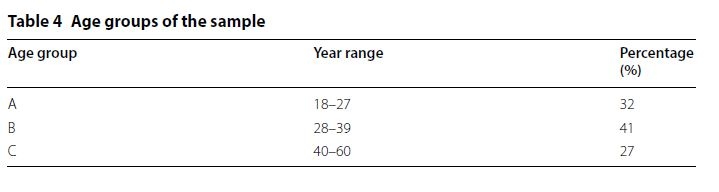 Table 4 Age groups of the sample
Age group Year range Percentage
(%)
A 18–27 32
B 28–39 41
C 40–60 27